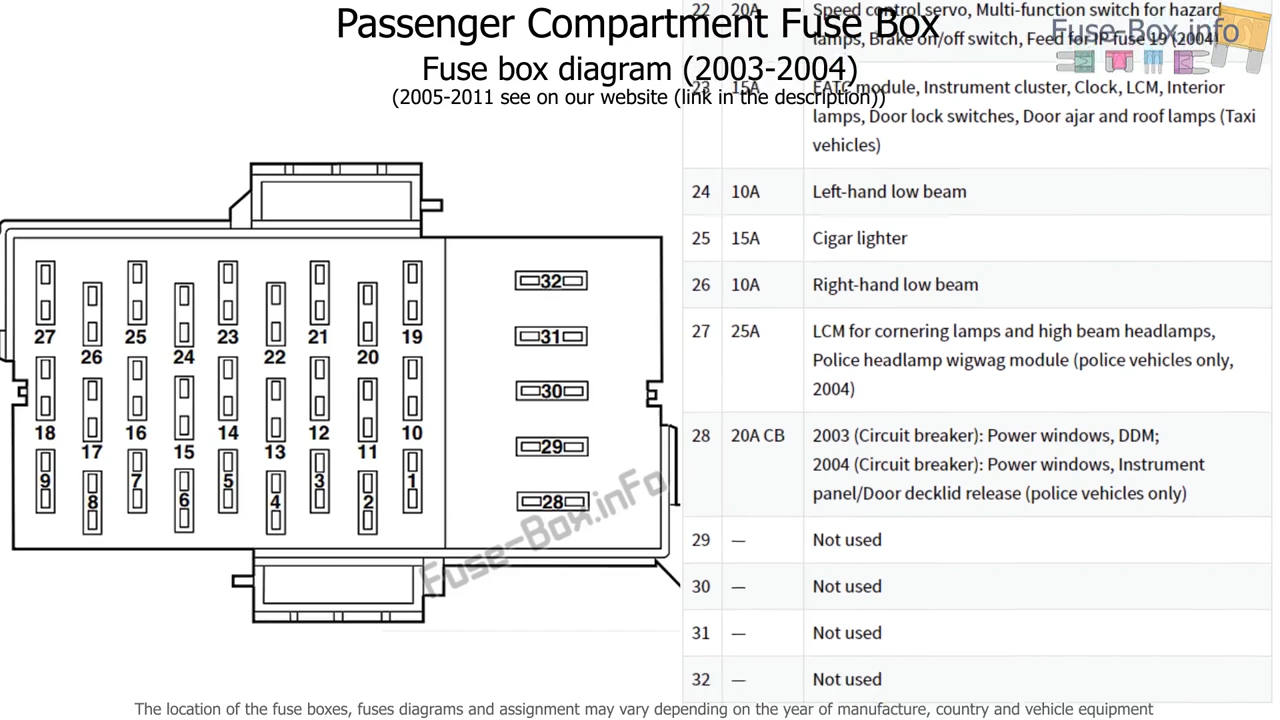 Passenger Compartment Fuse Box
Fuse box diagram (2003-2004)
(2005-2011 see on our website (link in the description))
Fuse-Box.info
22 20A Speed control servo, Multi-function switch for hazard
lamps, Brake on/off switch, Feed for IP fuse 19 (2004)
23 15A EATC module, Instrument cluster, Clock, LCM, Interior
lamps, Door lock switches, Door ajar and roof lamps (Taxi
vehicles)
24 10A Left-hand low beam
25 15A Cigar lighter
26 10A Right-hand low beam
27 25A LCM for cornering lamps and high beam headlamps,
Police headlamp wigwag module (police vehicles only,
2004)
28 20A CB 2003 (Circuit breaker): Power windows, DDM;
2004 (Circuit breaker): Power windows, Instrument
panel/Door decklid release (police vehicles only)
29 — Not used
30 — Not used
31 — Not used
32 — Not used
27 25 23 21 19
26 24 22 20
18 16 14 12 10
17 15 13 11
9 7 5 3 1
8 6 4 2
32
31
30
29
28
Fuse-Box.inFo
The location of the fuse boxes, fuses diagrams and assignment may vary depending on the year of manufacture, country and vehicle equipment